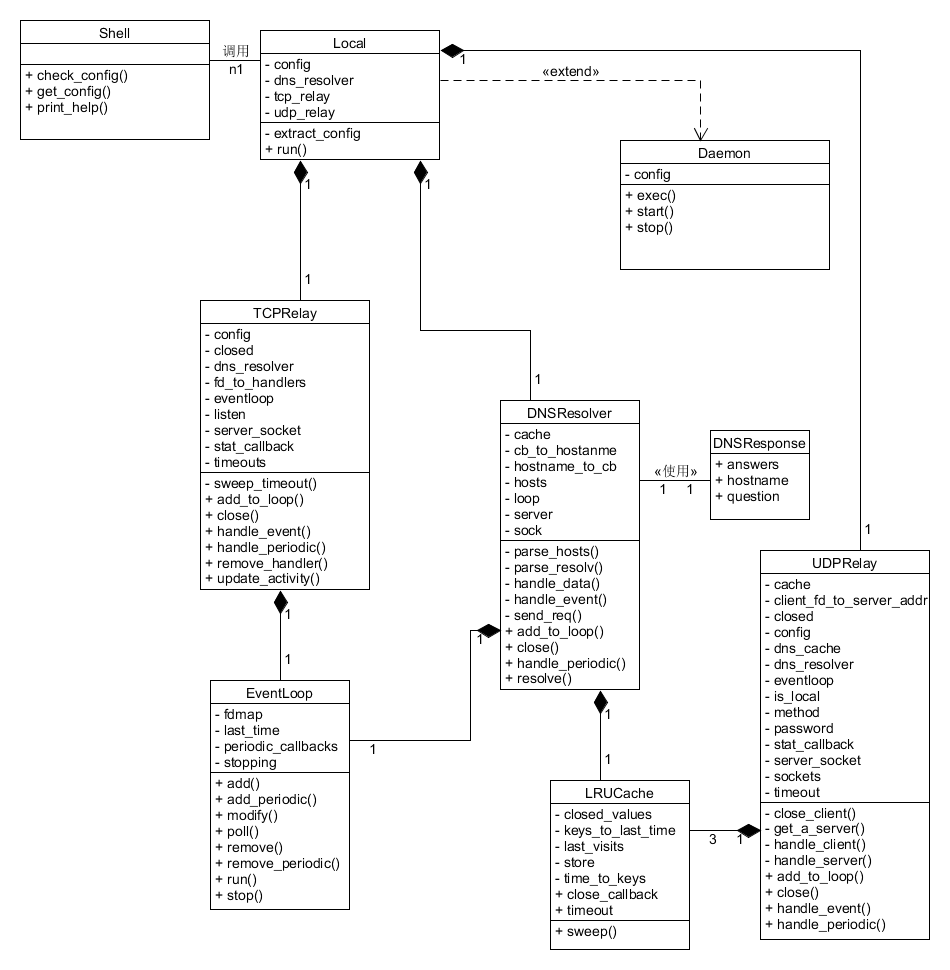 Shell
+ check_config()
+ get_config()
+ print_help()
调用
n1
Local
- config
- dns_resolver
- tcp_relay
- udp_relay
- extract_config
+ run()
1
«extend»
Daemon
- config
+ exec()
+ start()
+ stop()
1
1
1
TCPRelay
- config
- closed
- dns_resolver
- fd_to_handlers
- eventloop
- listen
- server_socket
- stat_callback
- timeouts
- sweep_timeout()
+ add_to_loop()
+ close()
+ handle_event()
+ handle_periodic()
+ remove_handler()
+ update_activity()
1
DNSResolver
- cache
- cb_to_hostanme
- hostname_to_cb
- hosts
- loop
- server
- sock
- parse_hosts()
- parse_resolv()
- handle_data()
- handle_event()
- send_req()
+ add_to_loop()
+ close()
+ handle_periodic()
+ resolve()
«使用»
1 1
DNSResponse
+ answers
+ hostname
+ question
1
UDPRelay
- cache
- client_fd_to_server_addr
- closed
- config
- dns_cache
- dns_resolver
- eventloop
- is_local
- method
- password
- stat_callback
- server_socket
- sockets
- timeout
- close_client()
- get_a_server()
- handle_client()
- handle_server()
+ add_to_loop()
+ close()
+ handle_event()
+ handle_periodic()
1
1
1
1
EventLoop
- fdmap
- last_time
- periodic_callbacks
- stopping
+ add()
+ add_periodic()
+ modify()
+ poll()
+ remove()
+ remove_periodic()
+ run()
+ stop()
1
1
LRUCache
- closed_values
- keys_to_last_time
- last_visits
- store
- time_to_keys
+ close_callback
+ timeout
+ sweep()
3 1